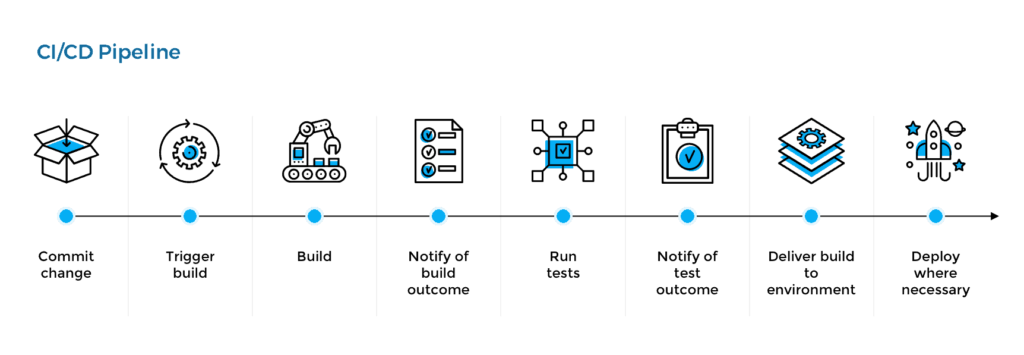 CI/CD Pipeline
Commit
change
Trigger
build
Build
Notify of
build
outcome
Run
tests
Notify of
test
outcome
Deliver build
to
environment
Deploy
where
necessary